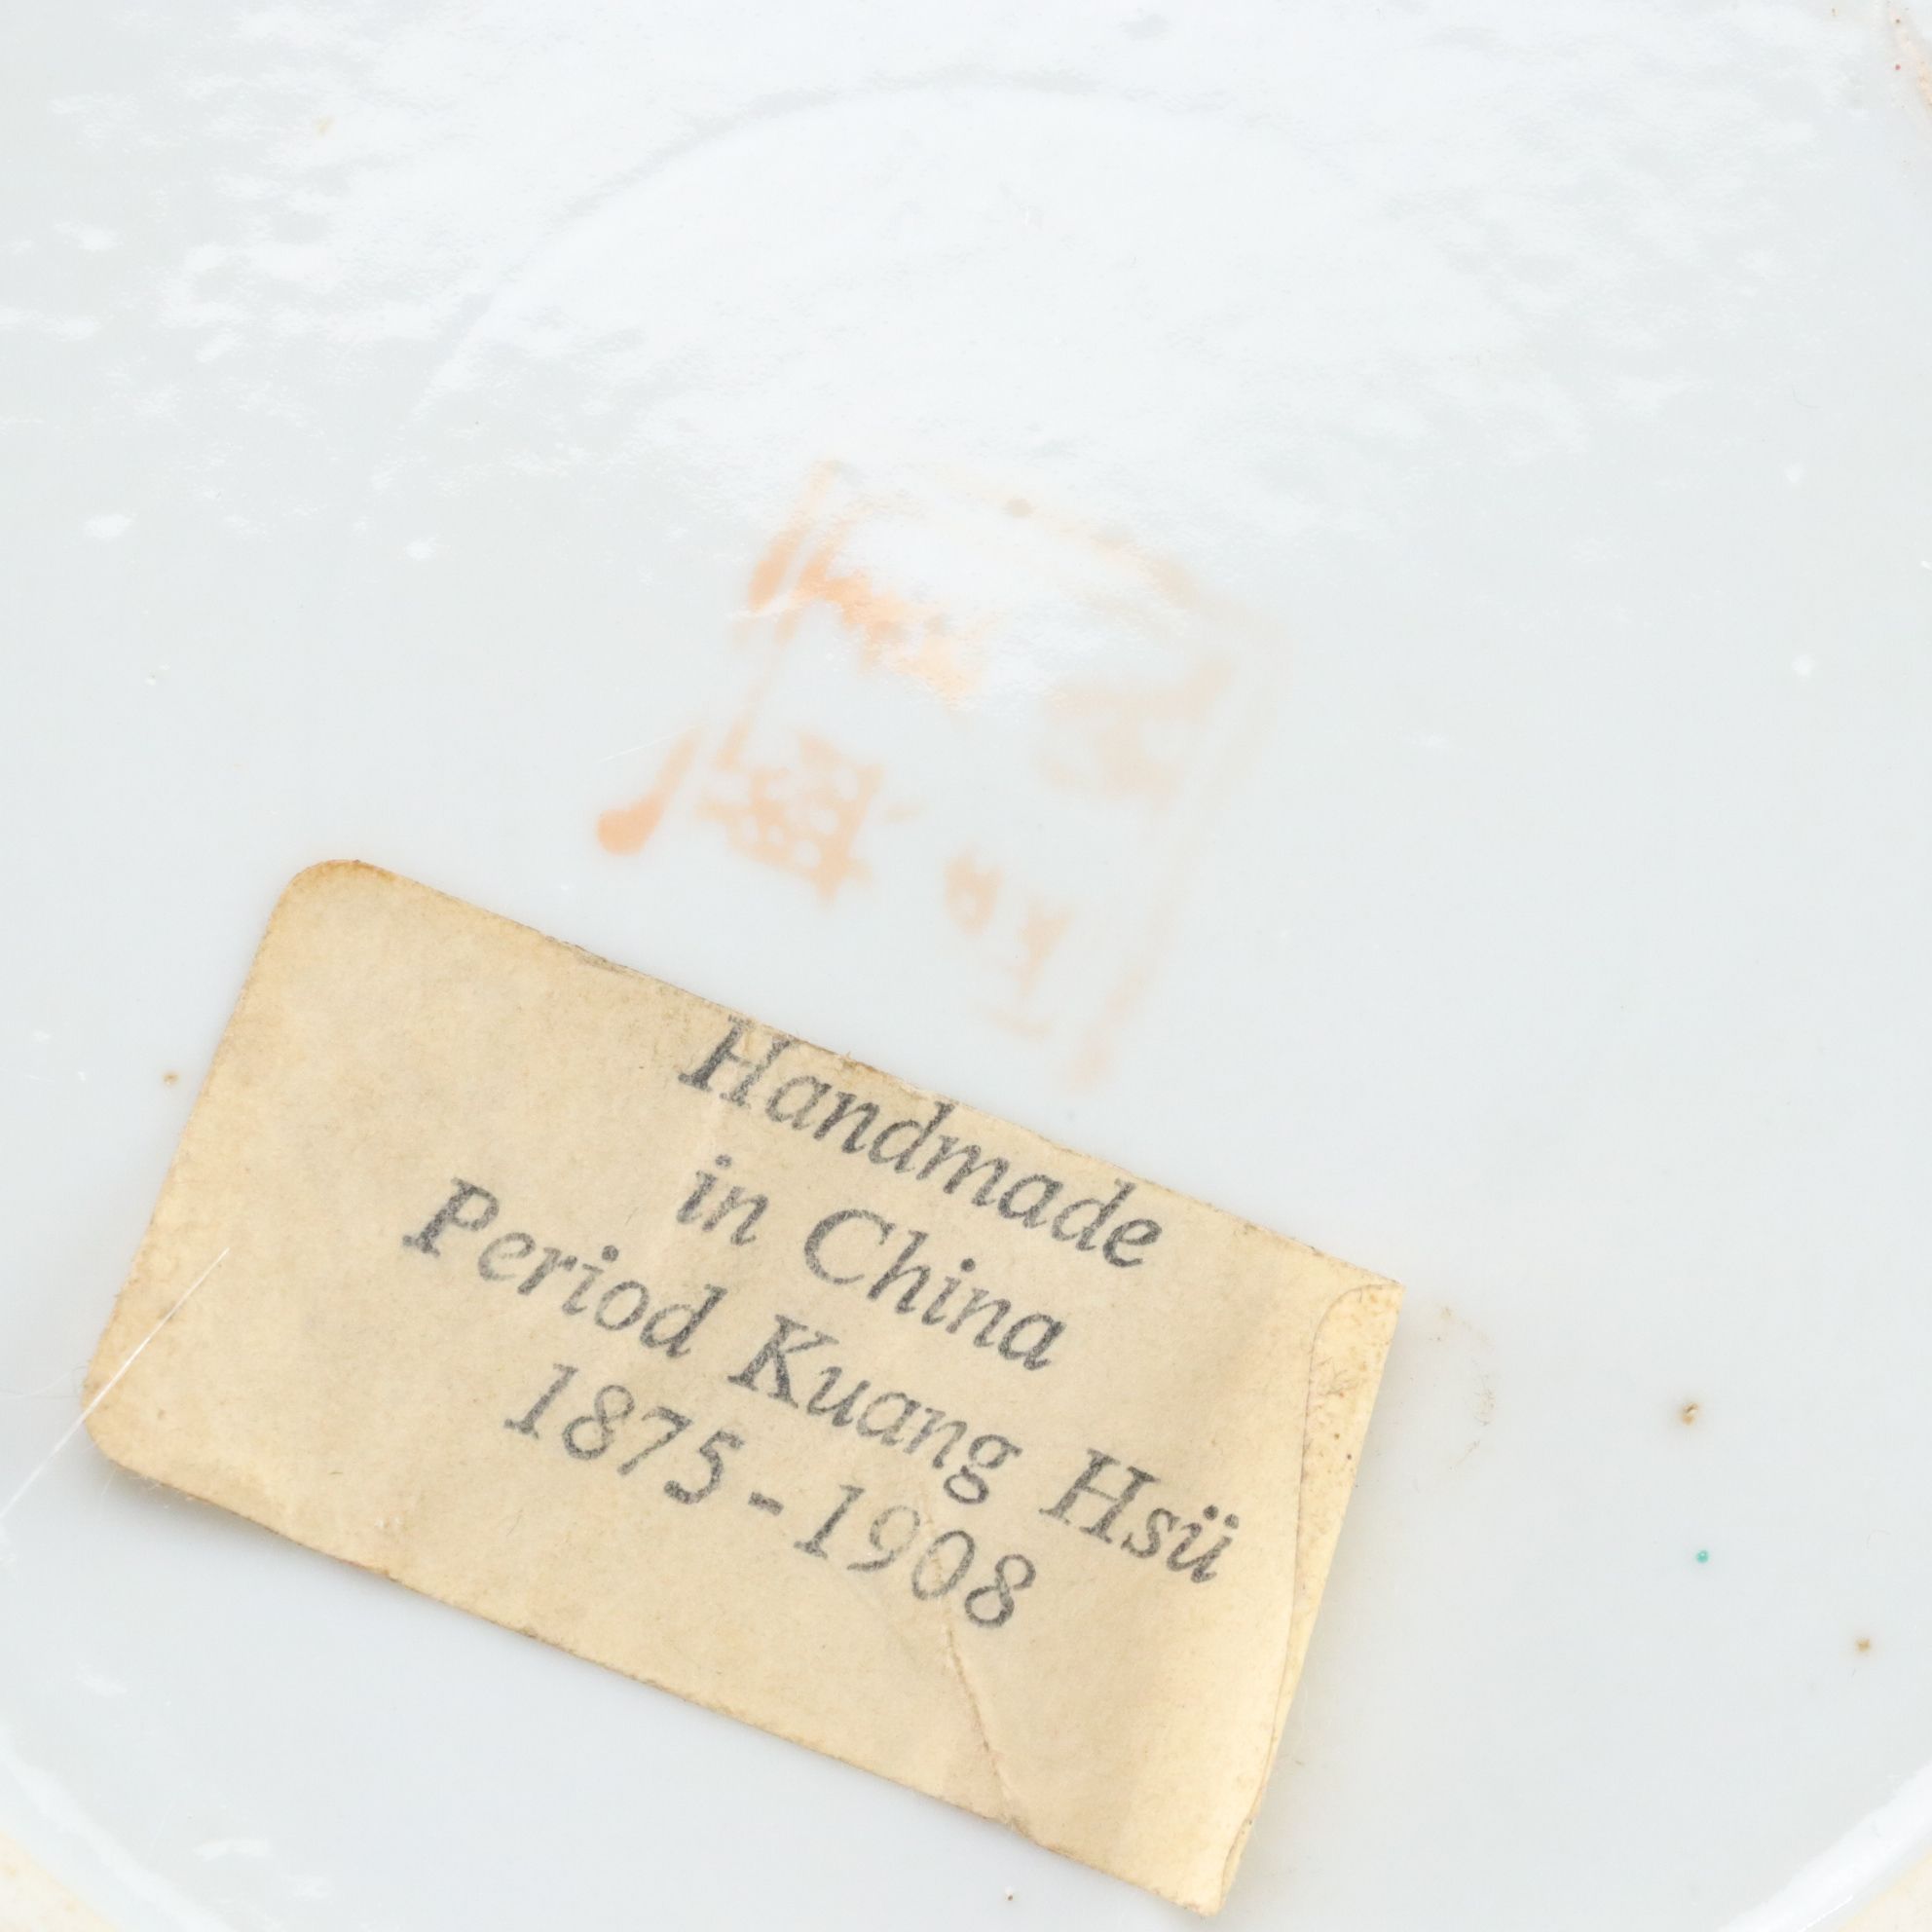 Handmade
in China
Period Kuang Hsü
1875-1908